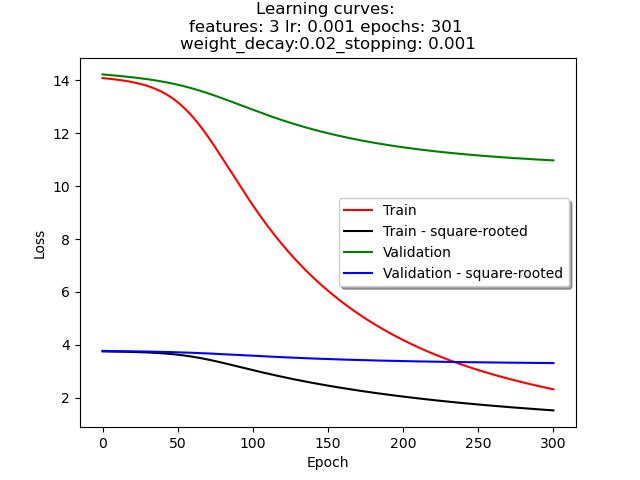 Learning curves:
features: 3 lr: 0.001 epochs: 301
weight_decay:0.02_stopping: 0.001
14
12
10
8
6
4
2
Loss
Train
Train - square-rooted
Validation
Validation - square-rooted
0
50
100
150
200
250
300
Epoch